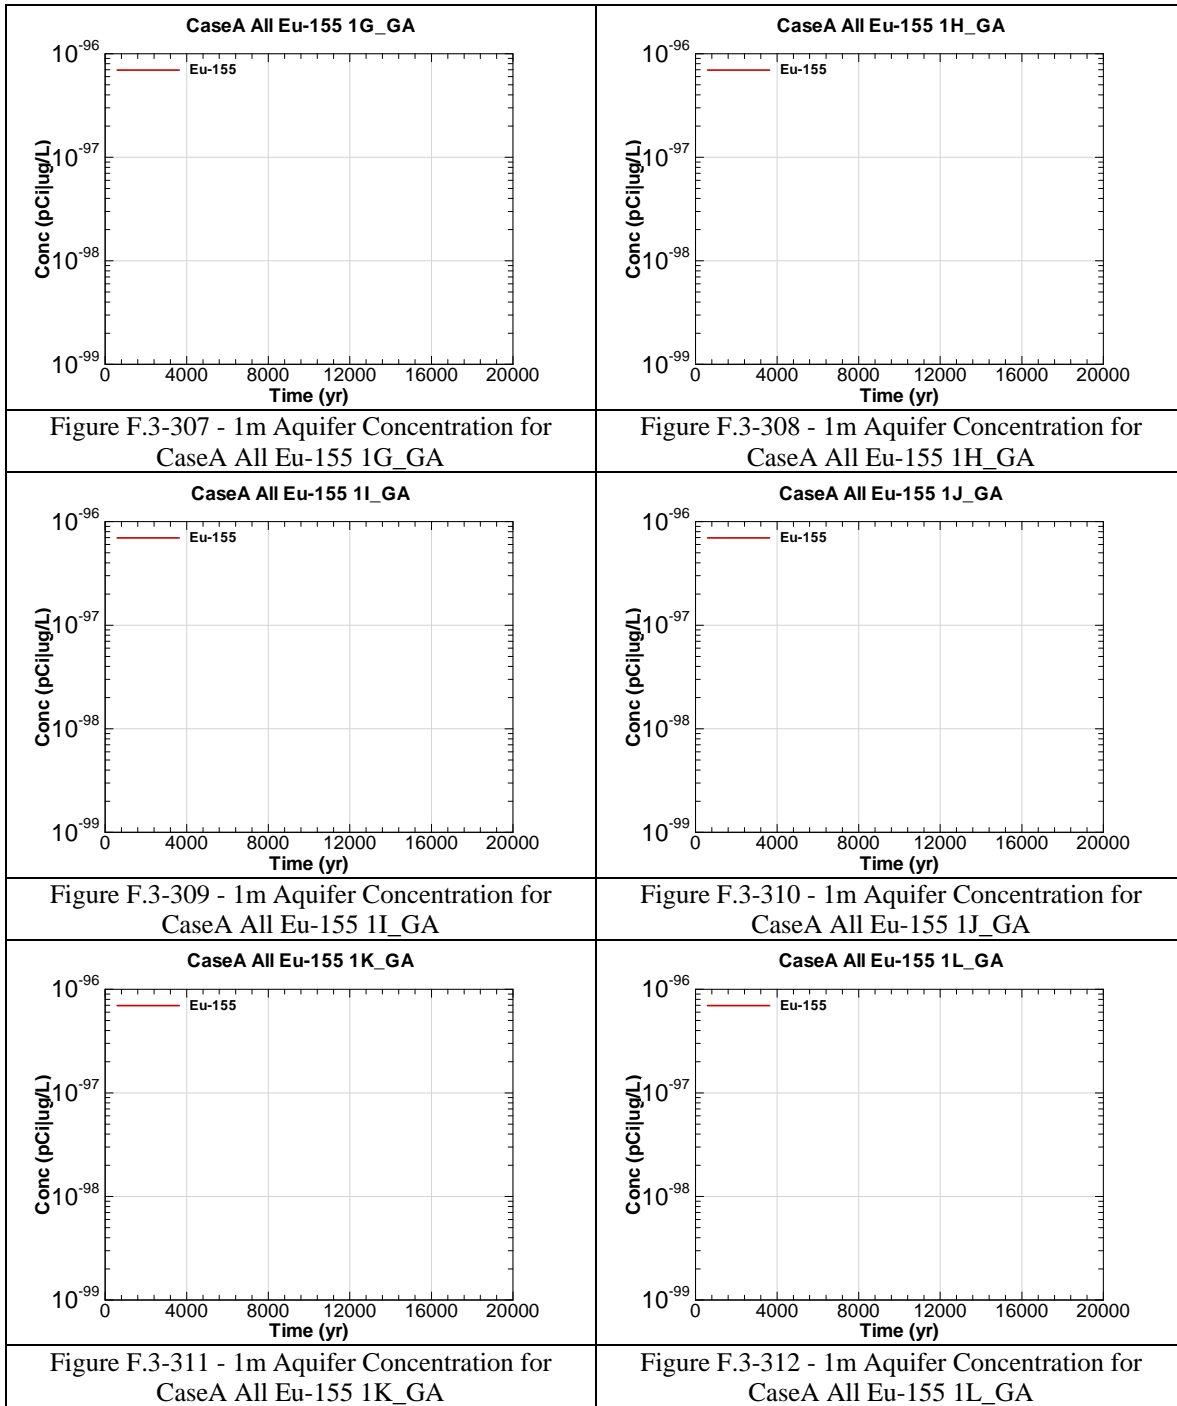 CaseA All Eu-155 1G_GA
10-96
Eu-155
10-97
Conc (pCi|ug/L)
10-98
10-99
0 4000 8000 12000 16000 20000
Time (yr)
Figure F.3-307 - 1m Aquifer Concentration for
CaseA All Eu-155 1G_GA
CaseA All Eu-155 1H_GA
10-96
Eu-155
10-97
Conc (pCi|ug/L)
10-98
10-99
0 4000 8000 12000 16000 20000
Time (yr)
Figure F.3-308 - 1m Aquifer Concentration for
CaseA All Eu-155 1H_GA
CaseA All Eu-155 1I_GA
10-96
Eu-155
10-97
Conc (pCi|ug/L)
10-98
10-99
0 4000 8000 12000 16000 20000
Time (yr)
Figure F.3-309 - 1m Aquifer Concentration for
CaseA All Eu-155 1I_GA
CaseA All Eu-155 1J_GA
10-96
Eu-155
10-97
Conc (pCi|ug/L)
10-98
10-99
0 4000 8000 12000 16000 20000
Time (yr)
Figure F.3-310 - 1m Aquifer Concentration for
CaseA All Eu-155 1J_GA
CaseA All Eu-155 1K_GA
10-96
Eu-155
10-97
Conc (pCi|ug/L)
10-98
10-99
0 4000 8000 12000 16000 20000
Time (yr)
Figure F.3-311 - 1m Aquifer Concentration for
CaseA All Eu-155 1K_GA
CaseA All Eu-155 1L_GA
10-96
Eu-155
10-97
Conc (pCi|ug/L)
10-98
10-99
0 4000 8000 12000 16000 20000
Time (yr)
Figure F.3-312 - 1m Aquifer Concentration for
CaseA All Eu-155 1L_GA